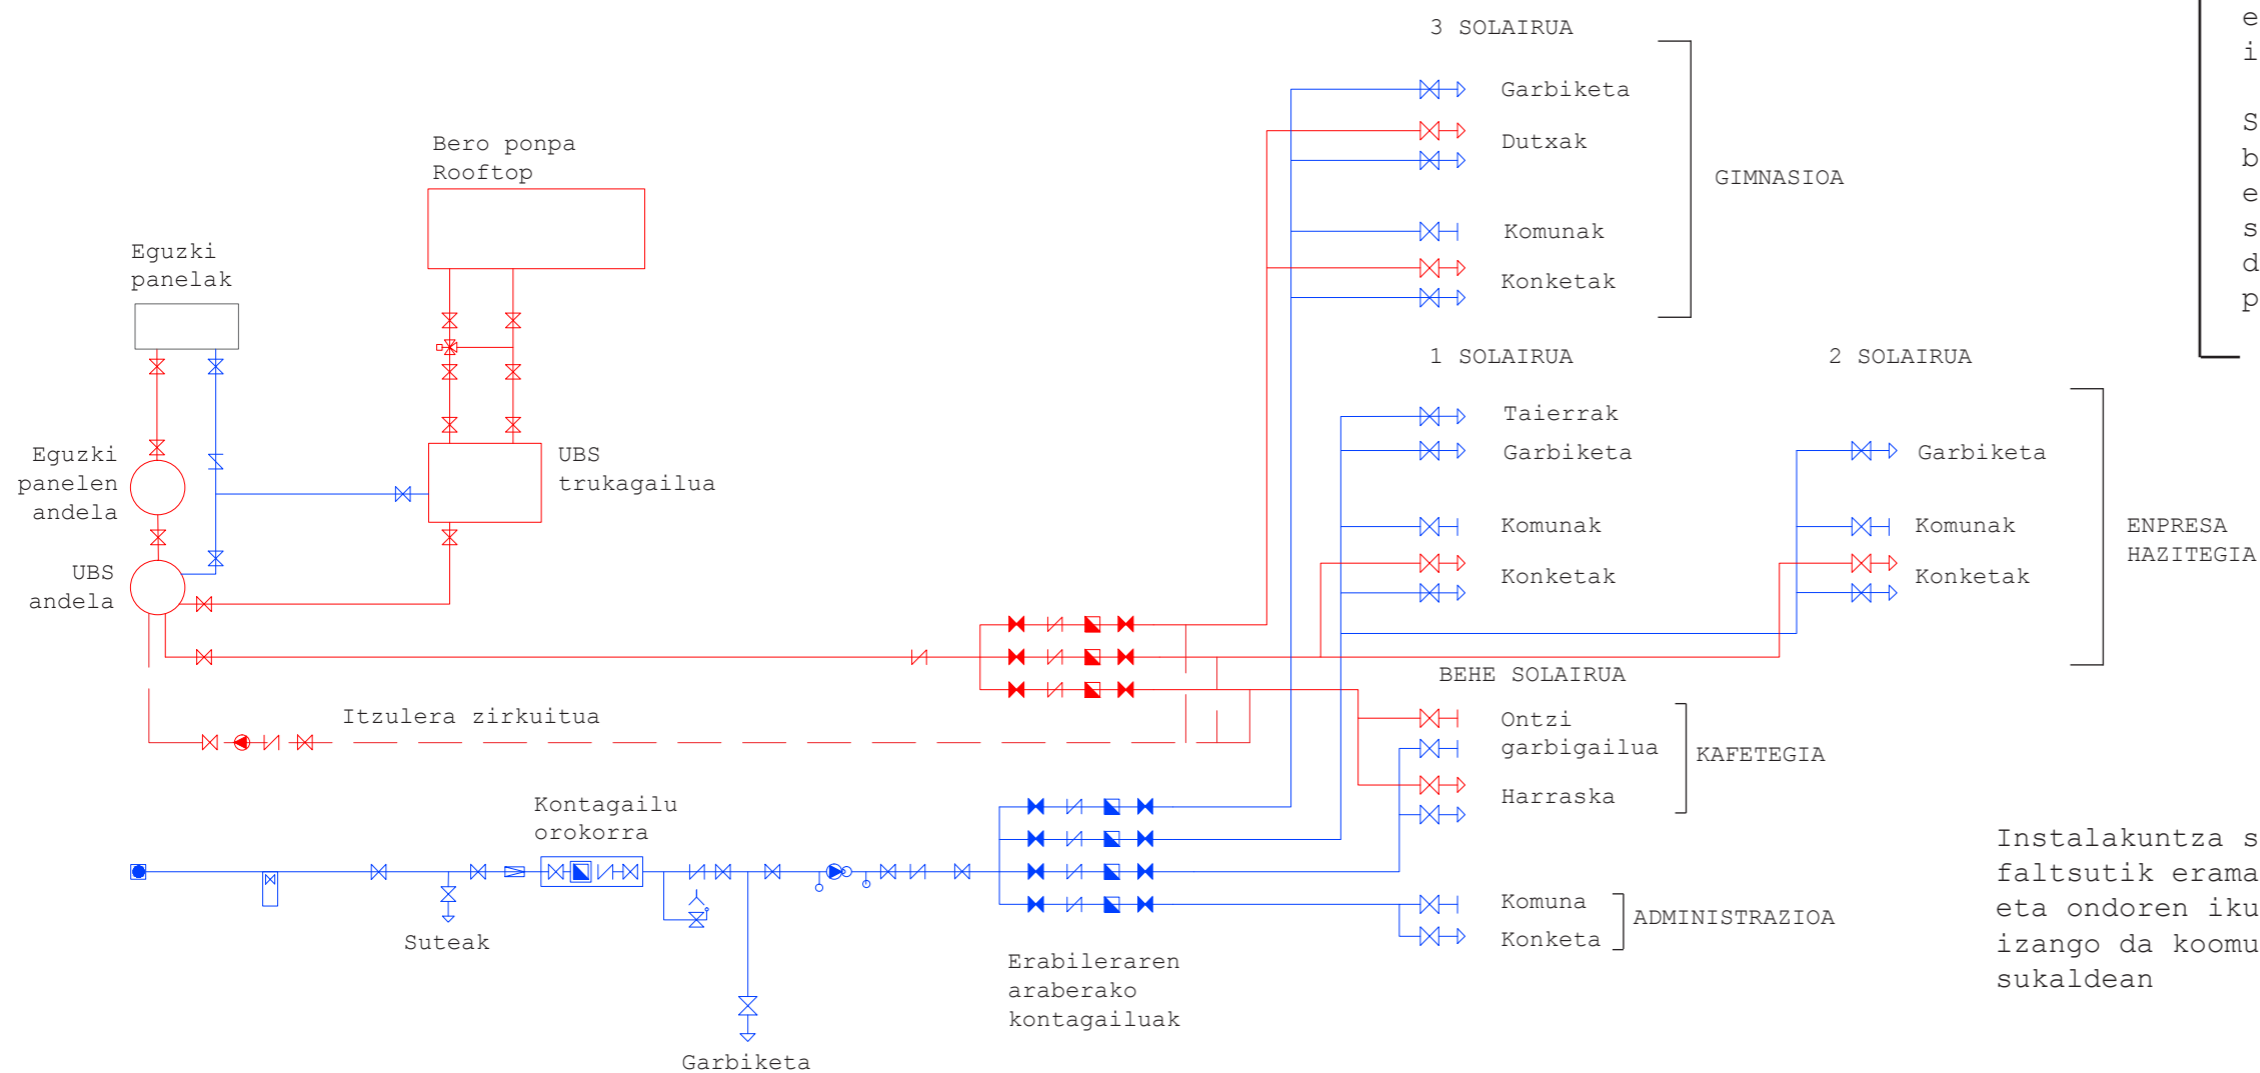 3 SOLAIRUA
Garbiketa
Dutxak
Komunak
Konketak
GIMNASIOA
Bero ponpa
Rooftop
Eguzki
panelak
Eguzki
panelen
andela
UBS
trukagailua
UBS
andela
1 SOLAIRUA
Taierrak
Garbiketa
Komunak
Konketak
2 SOLAIRUA
Garbiketa
Komunak
Konketak
ENPRESA
HAZITEGIA
BEHE SOLAIRUA
Ontzi
garbigailua
Harraska
KAFETEGIA
Komuna
Konketa
ADMINISTRAZIOA
Itzulera zirkuitua
Kontagailu
orokorra
Suteak
Garbiketa
Erabileraren
araberako
kontagailuak
Instalakuntza s
faltsutik erama
eta ondoren iku
izango da koomu
sukaldean
e
i
S
b
e
s
d
p